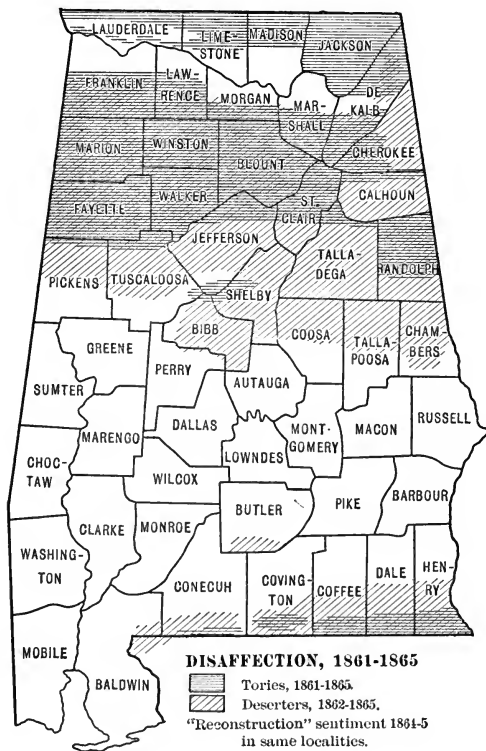 LAUDERDALE
LIME-
STONE
MADISON
JACKSON
FRANKLIN
LAW-
RENCE
MORGAN
MAR-
SHALL
DE
KALB
CHEROKEE
MARION
WINSTON
BLOUNT
FAYETTE
WALKER
ST.
CLAIR
CALHOUN
JEFFERSON
TALLA-
DEGA
RANDOLPH
PICKENS
TUSCALOOSA
SHELBY
BIBB
COOSA
TALLA-
POOSA
CHAM-
BERS
GREENE
SUMTER
PERRY
AUTAUGA
MARENGO
DALLAS
LOWNDES
MONT-
GOMERY
MACON
RUSSELL
CHOC-
TAW
WILCOX
BUTLER
PIKE
BARBOUR
CLARKE
MONROE
WASHING-
TON
CONECUH
COVING-
TON
COFFEE
DALE
HEN-
RY
MOBILE
BALDWIN
DISAFFECTION, 1861-1865
Tories, 1861-1865.
Deserters, 1862-1865.
"Reconstruction" sentiment 1864-5
in same localities.